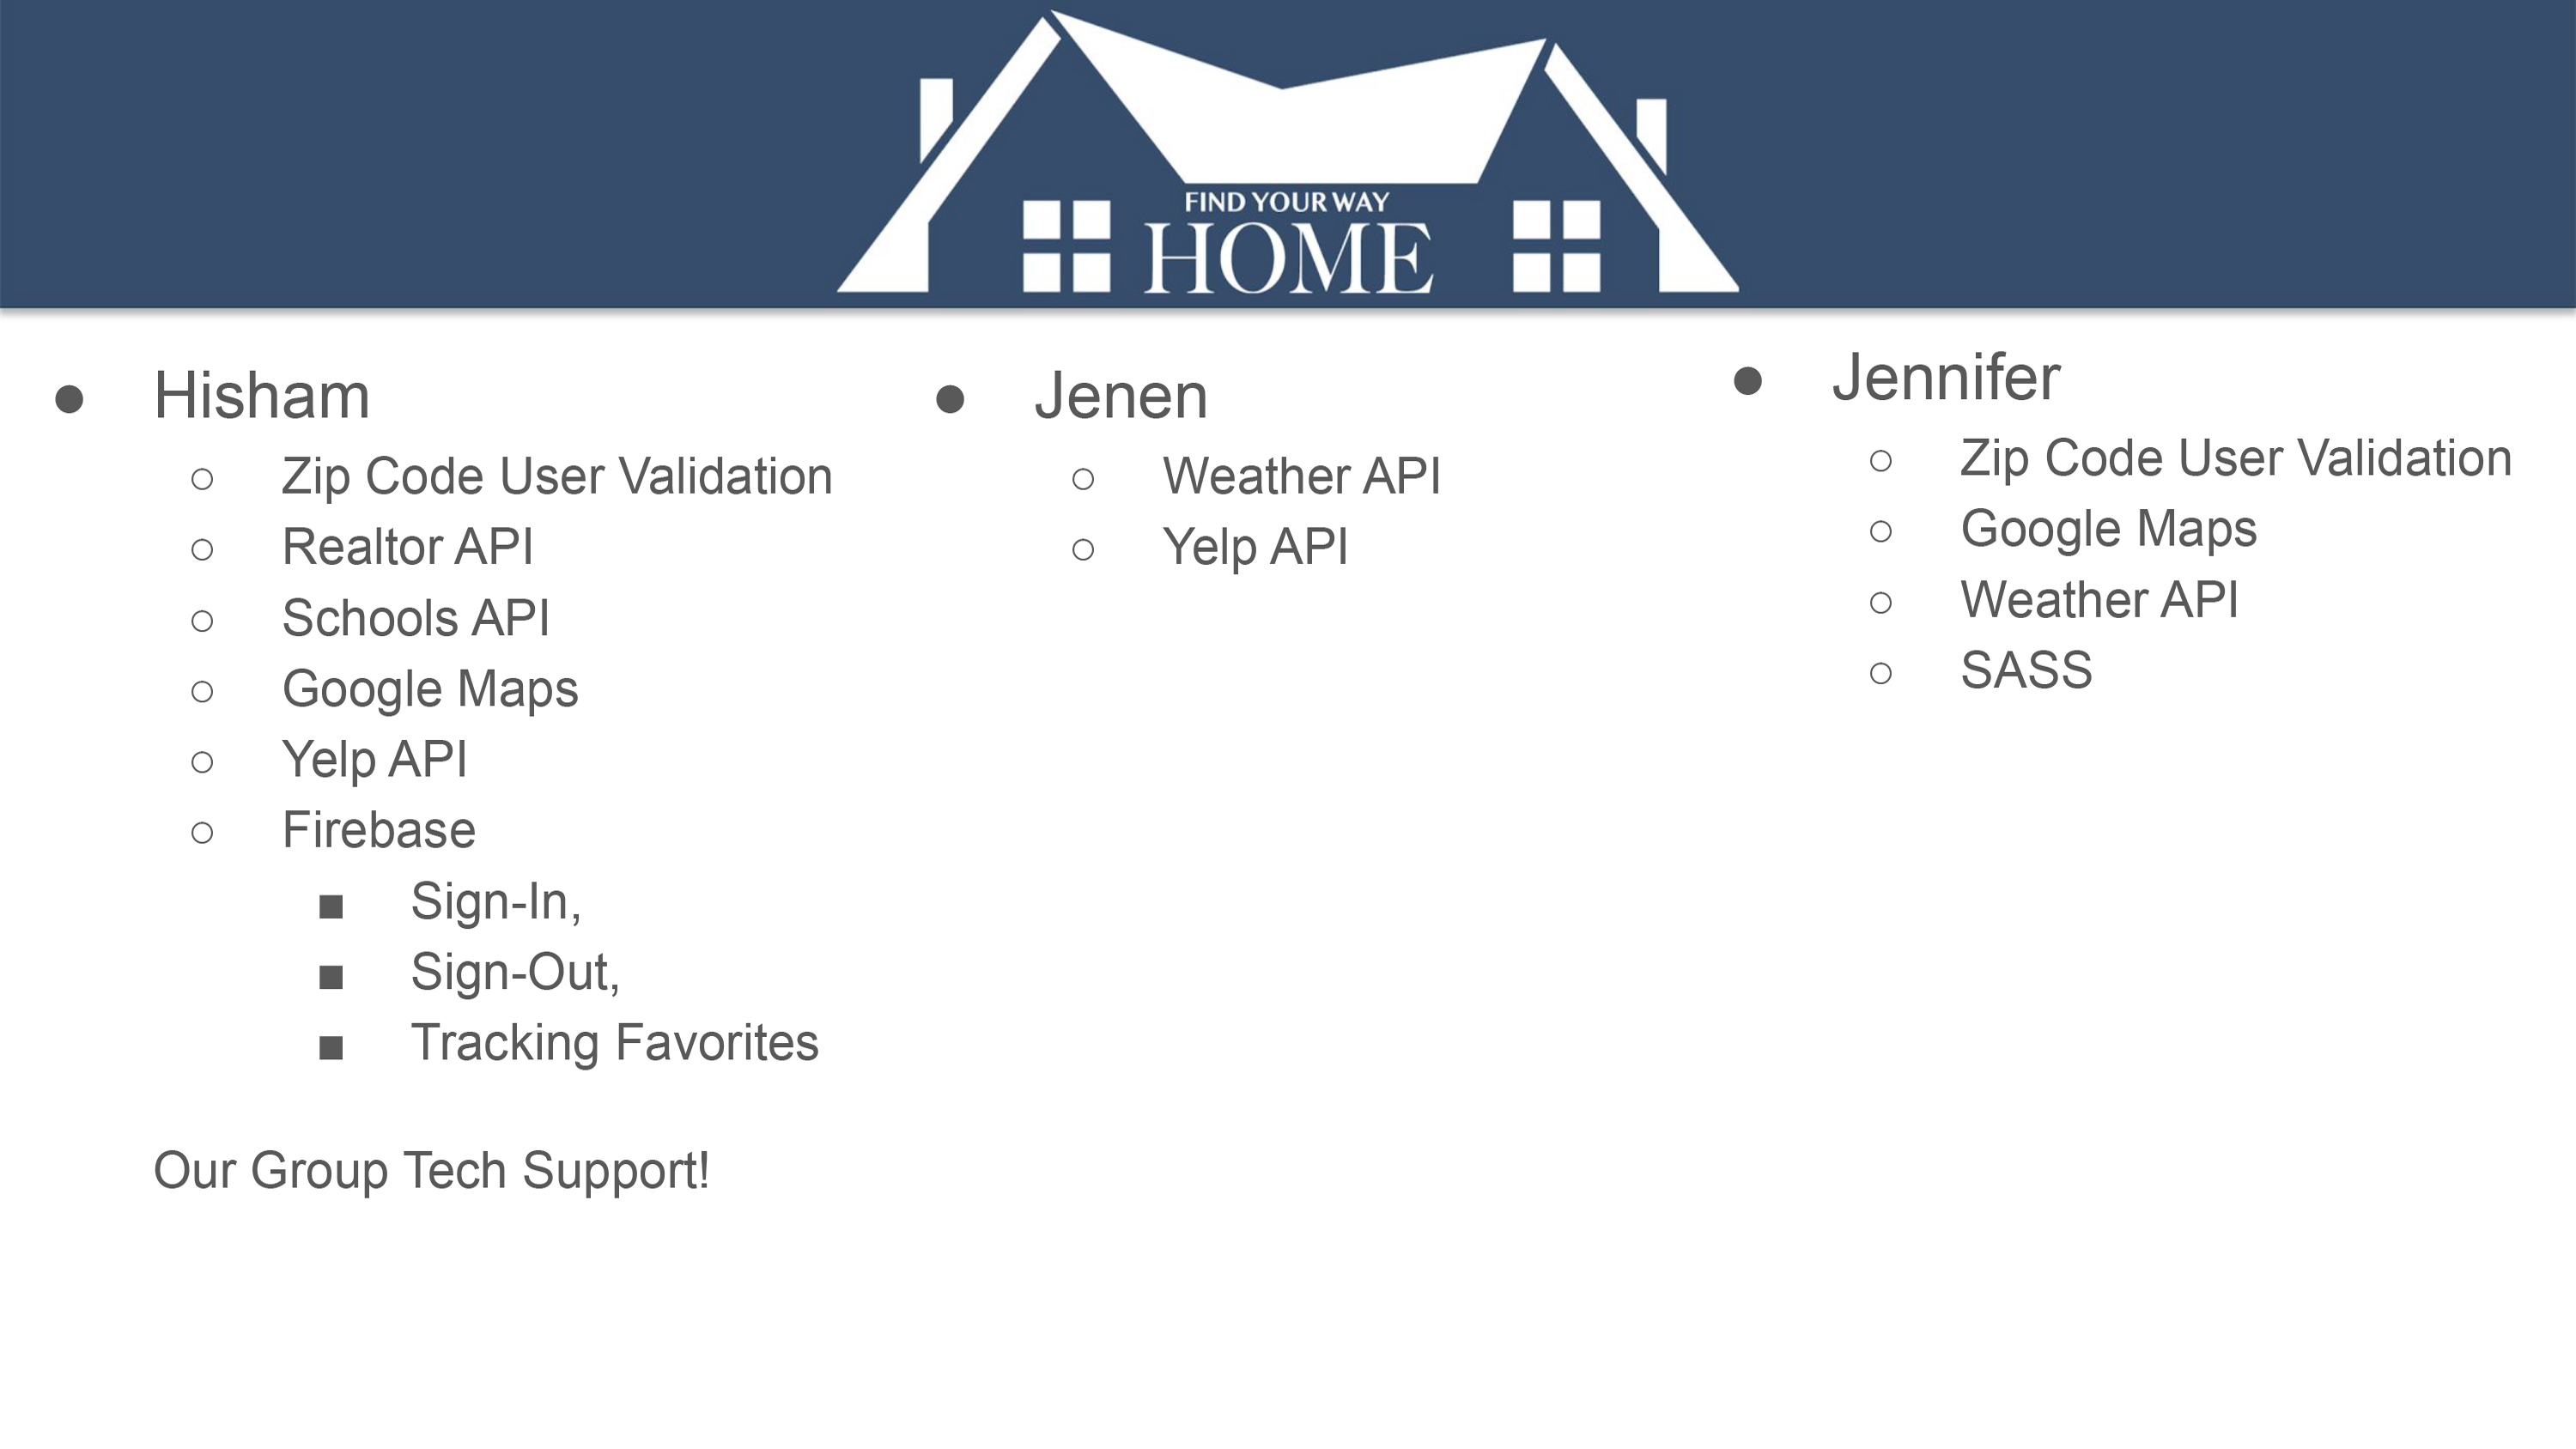 FIND YOUR WAY
HOME
● Hisham
○ Zip Code User Validation
○ Realtor API
○ Schools API
○ Google Maps
○ Yelp API
○ Firebase
■ Sign-In,
■ Sign-Out,
■ Tracking Favorites
Our Group Tech Support!
● Jenen
○ Weather API
○ Yelp API
● Jennifer
○ Zip Code User Validation
○ Google Maps
○ Weather API
○ SASS